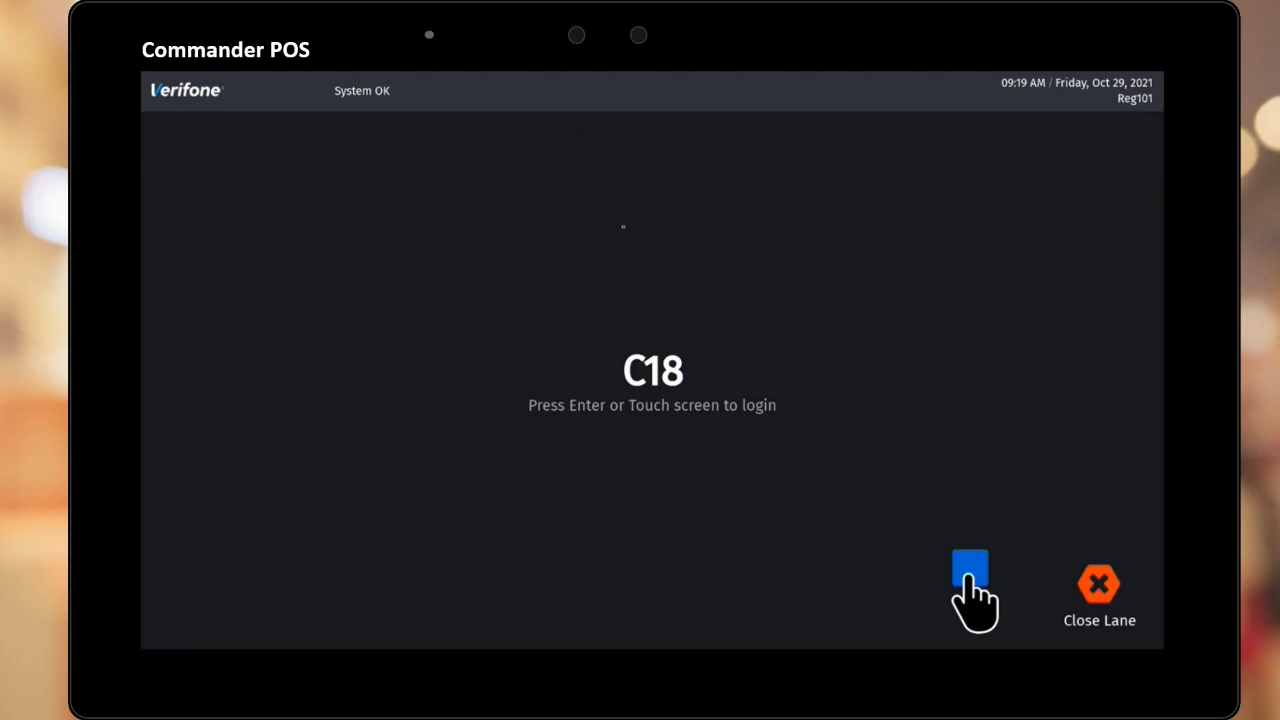 Commander POS
Verifone
System OK
09:19 AM / Friday, Oct 29, 2021
Reg101
C18
Press Enter or Touch screen to login
Close Lane